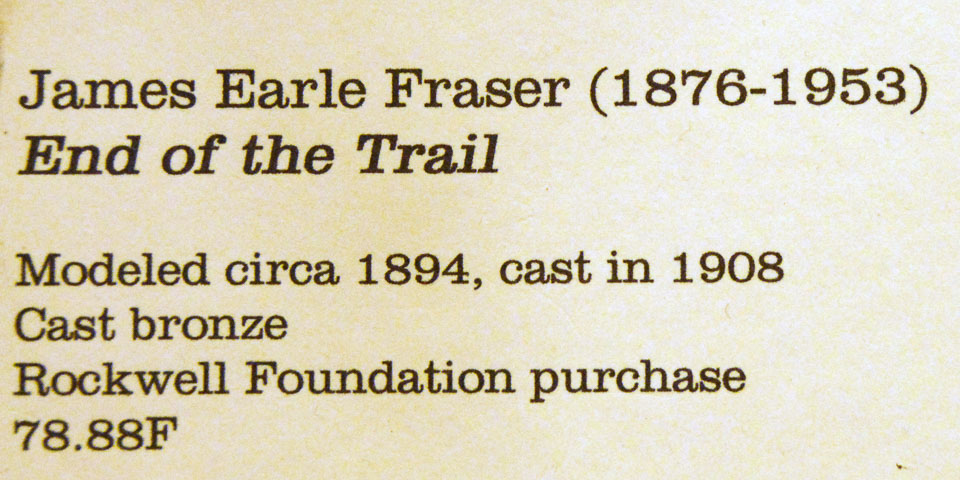 James Earle Fraser (1876-1953)
End of the Trail
Modeled circa 1894, cast in 1908
Cast bronze
Rockwell Foundation purchase
78.88F